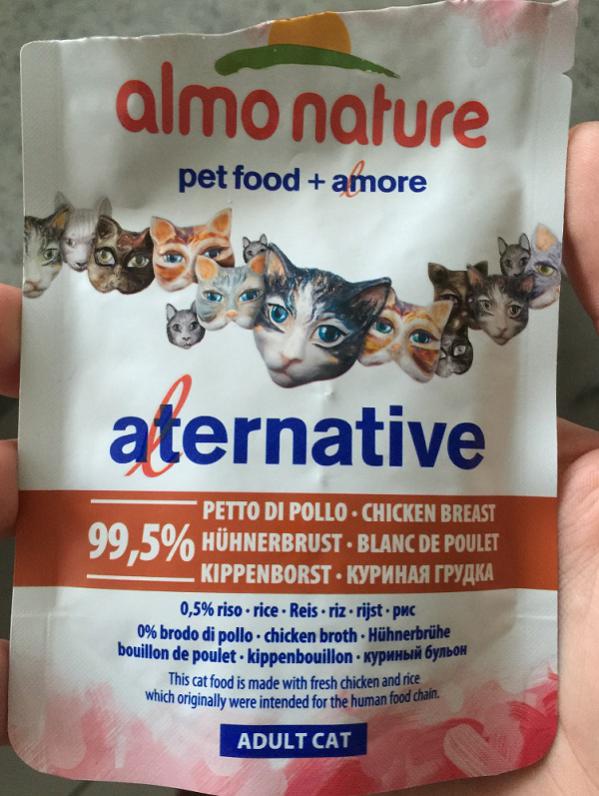 almo nature
pet food + almore
alternative
99,5%
PETTO DI POLLO · CHICKEN BREAST
HÜHNERBRUST · BLANC DE POULET
KIPPENBORST · КУРИНАЯ ГРУДКА
0,5% riso · rice · Reis · riz · rijst · рис
0% brodo di pollo · chicken broth · Hühnerbrühe
bouillon de poulet · kippenbouillon · куриный бульон
This cat food is made with fresh chicken and rice
which originally were intended for the human food chain.
ADULT CAT